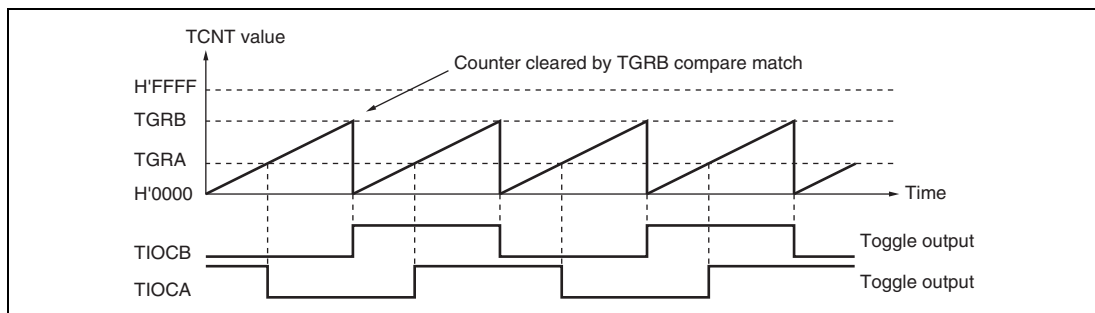 TCNT value
Counter cleared by TGRB compare match
H'FFFF
TGRB
TGRA
H'0000
Time
TIOCB
Toggle output
TIOCA
Toggle output